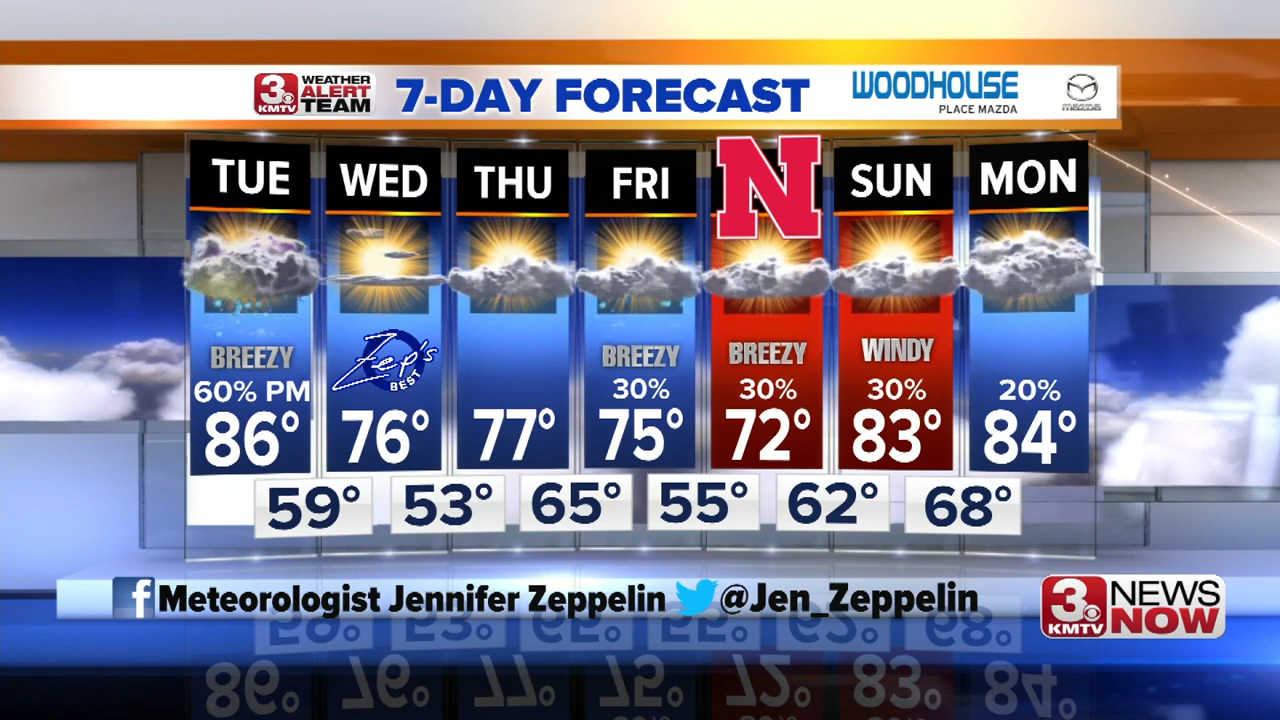 3 KMTV WEATHER ALERT TEAM
7-DAY FORECAST
WOODHOUSE
PLACE MAZDA
mazda
TUE WED THU FRI N SUN MON
BREEZY Zep's BEST BREEZY BREEZY WINDY
60% PM 30% 30% 30% 20%
86° 76° 77° 75° 72° 83° 84°
59° 53° 65° 55° 62° 68°
f Meteorologist Jennifer Zeppelin @Jen_Zeppelin
3 KMTV NEWS NOW